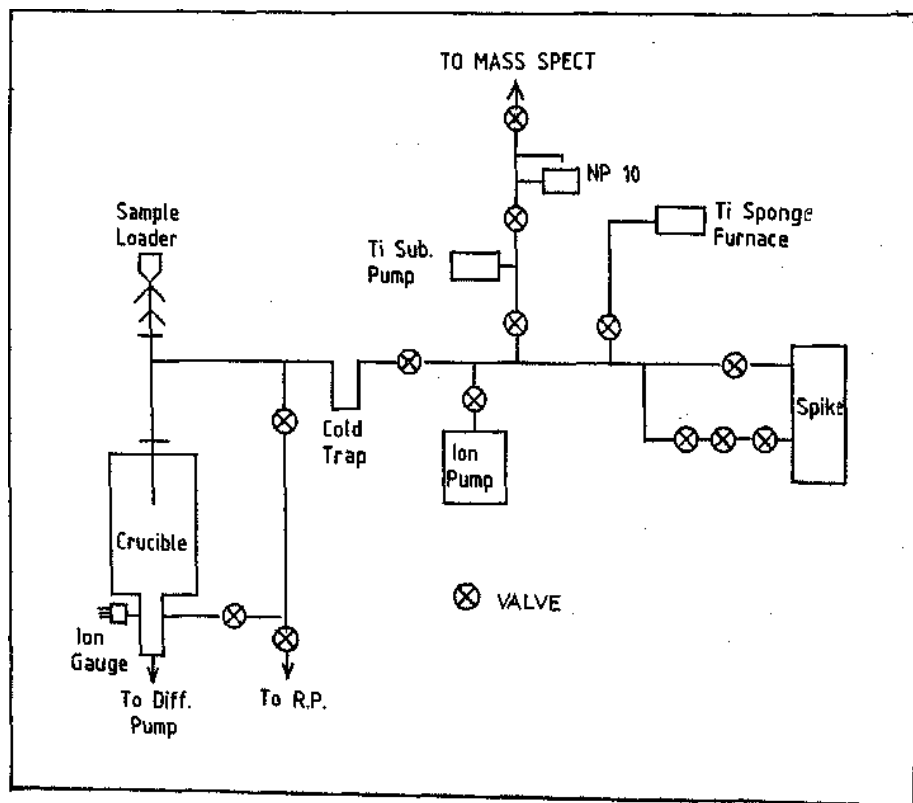 TO MASS SPECT
NP 10
Sample
Loader
Ti Sponge
Furnace
Ti Sub.
Pump
Cold
Trap
Ion
Pump
Spike
Crucible
VALVE
Ion
Gauge
To Diff.
Pump
To R.P.